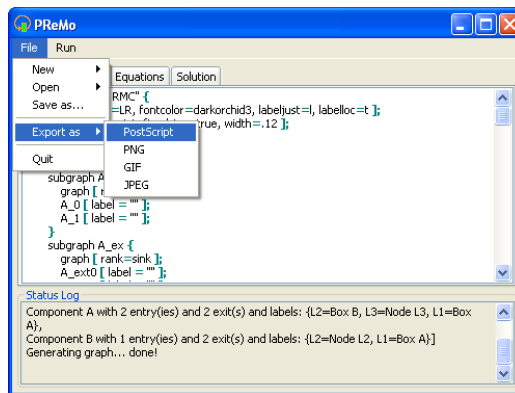 PReMo
File Run
New
Open
Save as...
Export as
Quit
PostScript
PNG
GIF
JPEG
Equations Solution
RMC" {
=LR, fontcolor=darkorchid3, labeljust=l, labelloc=t ];
true, width=.12 ];
subgraph A
graph [
A_0 [ label = "" ];
A_1 [ label = "" ];
}
subgraph A_ex {
graph [ rank=sink ];
A_ext0 [ label = "" ];
Status Log
Component A with 2 entry(ies) and 2 exit(s) and labels: {L2=Box B, L3=Node L3, L1=Box
A},
Component B with 1 entry(ies) and 2 exit(s) and labels: {L2=Node L2, L1=Box A}]
Generating graph... done!